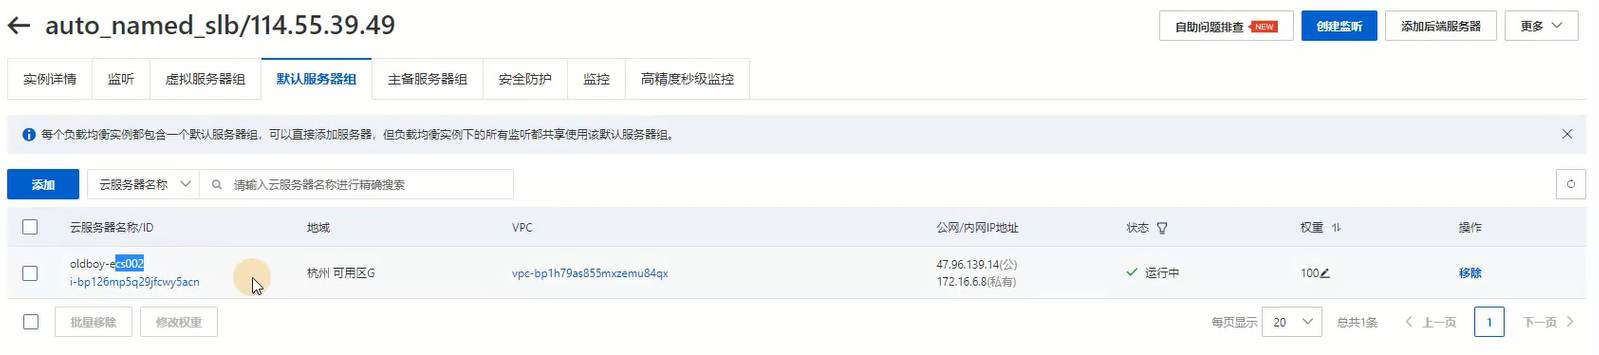 auto_named_slb/114.55.39.49
自助问题排查 NEW 创建监听 添加后端服务器 更多
实例详情 监听 虚拟服务器组 默认服务器组 主备服务器组 安全防护 监控 高精度秒级监控
每个负载均衡实例都包含一个默认服务器组，可以直接添加服务器，但负载均衡实例下的所有监听都共享使用该默认服务器组。
添加 云服务器名称 请输入云服务器名称进行精确搜索
云服务器名称/ID 地域 VPC 公网/内网IP地址 状态 权重 操作
oldboy-ecs002 杭州 可用区G vpc-bp1h79as855mxzemu84qx 47.96.139.14(公) 运行中 100 移除
i-bp126mp5q29jfcwy5acn 172.16.6.8(私有)
批量移除 修改权重 每页显示 20 总共1条 上一页 1 下一页